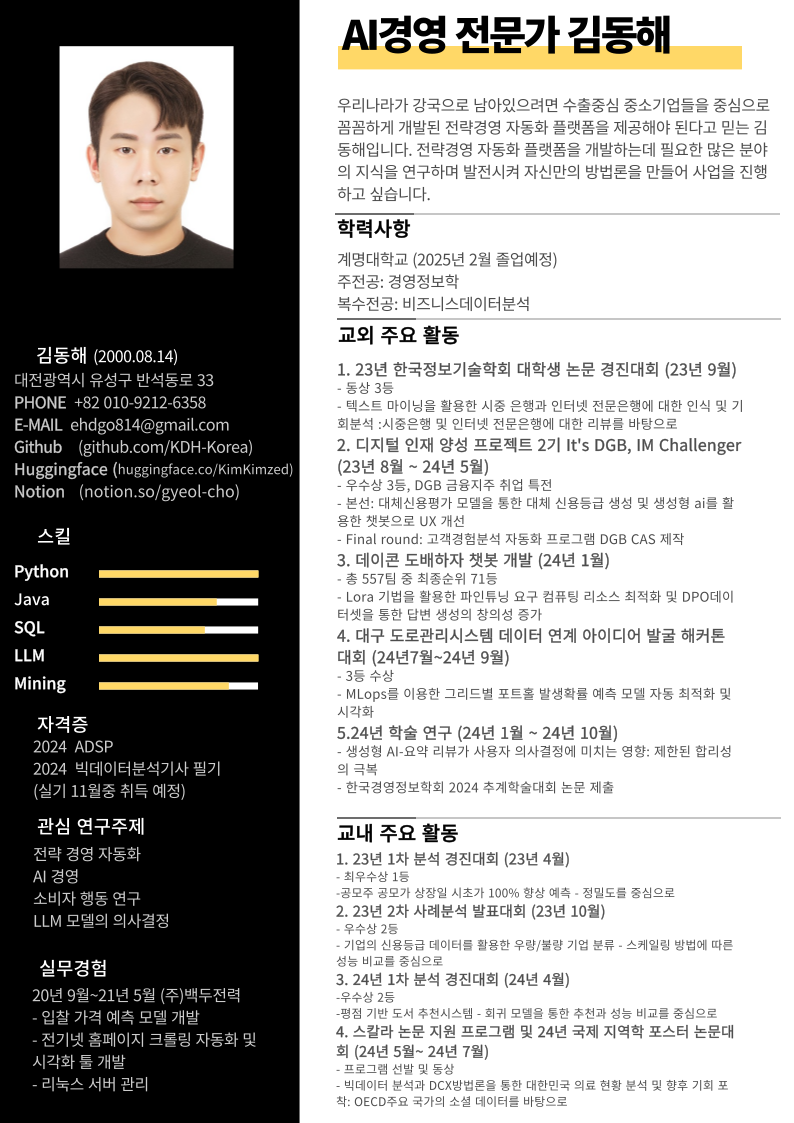 AI경영 전문가 김동해
우리나라가 강국으로 남아있으려면 수출중심 중소기업들을 중심으로
꼼꼼하게 개발된 전략경영 자동화 플랫폼을 제공해야 된다고 믿는 김
동해입니다. 전략경영 자동화 플랫폼을 개발하는데 필요한 많은 분야
의 지식을 연구하며 발전시켜 자신만의 방법론을 만들어 사업을 진행
하고 싶습니다.
학력사항
계명대학교 (2025년 2월 졸업예정)
주전공: 경영정보학
복수전공: 비즈니스데이터분석
교외 주요 활동
1. 23년 한국정보기술학회 대학생 논문 경진대회 (23년 9월)
- 동상 3등
- 텍스트 마이닝을 활용한 시중 은행과 인터넷 전문은행에 대한 인식 및 기
회분석 :시중은행 및 인터넷 전문은행에 대한 리뷰를 바탕으로
2. 디지털 인재 양성 프로젝트 2기 It's DGB, IM Challenger
(23년 8월 ~ 24년 5월)
- 우수상 3등, DGB 금융지주 취업 특전
- 본선: 대체신용평가 모델을 통한 대체 신용등급 생성 및 생성형 ai를 활
용한 챗봇으로 UX 개선
- Final round: 고객경험분석 자동화 프로그램 DGB CAS 제작
3. 데이콘 도배하자 챗봇 개발 (24년 1월)
- 총 557팀 중 최종순위 71등
- Lora 기법을 활용한 파인튜닝 요구 컴퓨팅 리소스 최적화 및 DPO데이
터셋을 통한 답변 생성의 창의성 증가
4. 대구 도로관리시스템 데이터 연계 아이디어 발굴 해커톤
대회 (24년7월~24년 9월)
- 3등 수상
- MLops를 이용한 그리드별 포트홀 발생확률 예측 모델 자동 최적화 및
시각화
5.24년 학술 연구 (24년 1월 ~ 24년 10월)
- 생성형 AI-요약 리뷰가 사용자 의사결정에 미치는 영향: 제한된 합리성
의 극복
- 한국경영정보학회 2024 추계학술대회 논문 제출
교내 주요 활동
1. 23년 1차 분석 경진대회 (23년 4월)
- 최우수상 1등
-공모주 공모가 상장일 시초가 100% 향상 예측 - 정밀도를 중심으로
2. 23년 2차 사례분석 발표대회 (23년 10월)
- 우수상 2등
- 기업의 신용등급 데이터를 활용한 우량/불량 기업 분류 - 스케일링 방법에 따른
성능 비교를 중심으로
3. 24년 1차 분석 경진대회 (24년 4월)
-우수상 2등
-평점 기반 도서 추천시스템 - 회귀 모델을 통한 추천과 성능 비교를 중심으로
4. 스칼라 논문 지원 프로그램 및 24년 국제 지역학 포스터 논문대
회 (24년 5월~ 24년 7월)
- 프로그램 선발 및 동상
- 빅데이터 분석과 DCX방법론을 통한 대한민국 의료 현황 분석 및 향후 기회 포
착: OECD주요 국가의 소셜 데이터를 바탕으로
김동해 (2000.08.14)
대전광역시 유성구 반석동로 33
PHONE +82 010-9212-6358
E-MAIL ehdgo814@gmail.com
Github (github.com/KDH-Korea)
Huggingface (huggingface.co/KimKimzed)
Notion (notion.so/gyeol-cho)
스킬
Python
Java
SQL
LLM
Mining
자격증
2024 ADSP
2024 빅데이터분석기사 필기
(실기 11월중 취득 예정)
관심 연구주제
전략 경영 자동화
AI 경영
소비자 행동 연구
LLM 모델의 의사결정
실무경험
20년 9월~21년 5월 (주)백두전력
- 입찰 가격 예측 모델 개발
- 전기넷 홈페이지 크롤링 자동화 및
시각화 툴 개발
- 리눅스 서버 관리